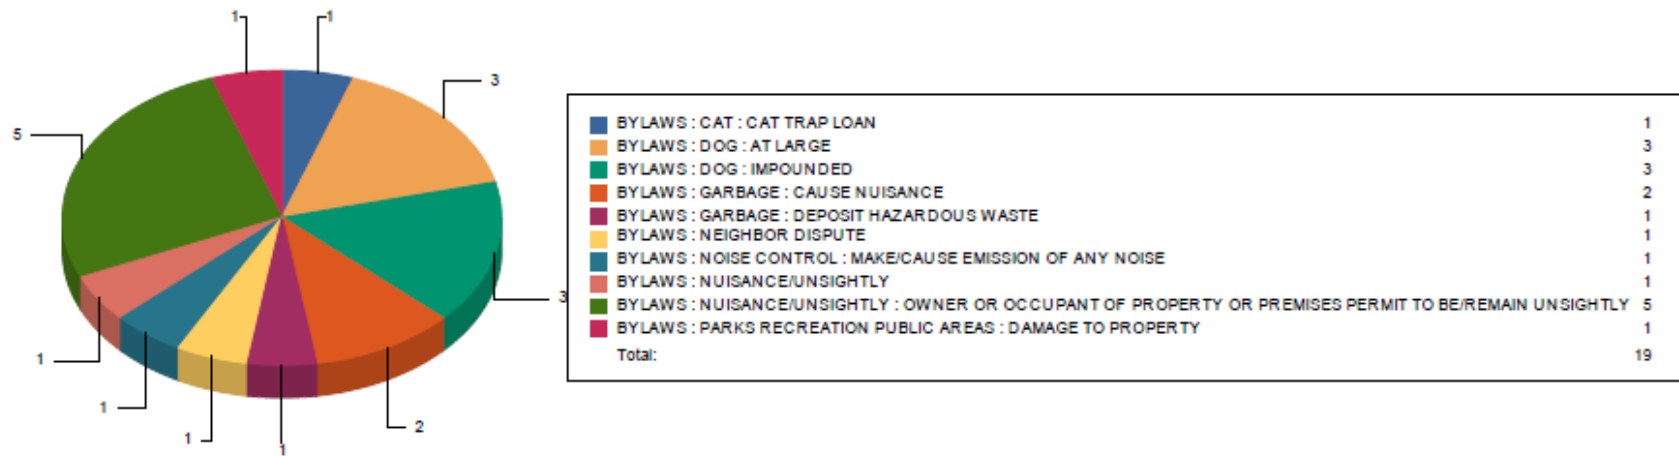 1
1
3
5
3
1
1
1
1
2
BYLAWS : CAT : CAT TRAP LOAN 1
BYLAWS : DOG : AT LARGE 3
BYLAWS : DOG : IMPOUNDED 3
BYLAWS : GARBAGE : CAUSE NUISANCE 2
BYLAWS : GARBAGE : DEPOSIT HAZARDOUS WASTE 1
BYLAWS : NEIGHBOR DISPUTE 1
BYLAWS : NOISE CONTROL : MAKE/CAUSE EMISSION OF ANY NOISE 1
BYLAWS : NUISANCE/UNSIGHTLY 1
BYLAWS : NUISANCE/UNSIGHTLY : OWNER OR OCCUPANT OF PROPERTY OR PREMISES PERMIT TO BE/REMAIN UNSIGHTLY 5
BYLAWS : PARKS RECREATION PUBLIC AREAS : DAMAGE TO PROPERTY 1
Total: 19